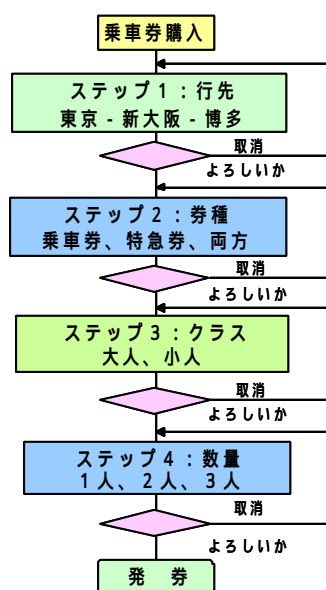 乗車券購入
ステップ1:行先
東京-新大阪-博多
取消
よろしいか
ステップ2:券種
乗車券、特急券、両方
取消
よろしいか
ステップ3:クラス
大人、小人
取消
よろしいか
ステップ4:数量
1人、2人、3人
取消
よろしいか
発 券